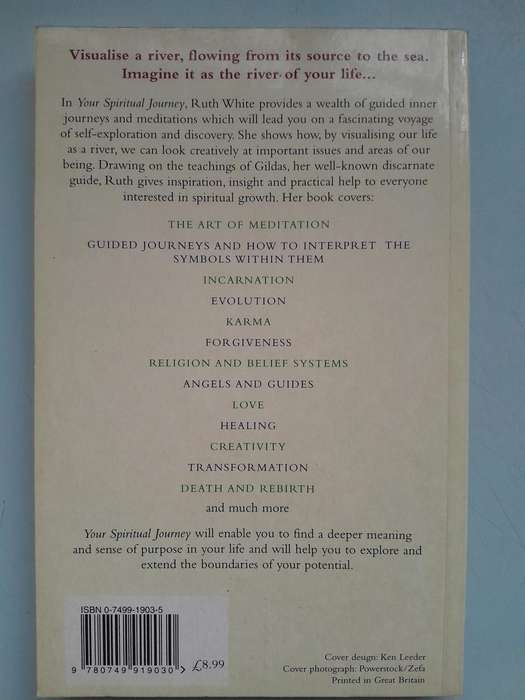 Visualise a river, flowing from its source to the sea.
Imagine it as the river of your life...
In Your Spiritual Journey, Ruth White provides a wealth of guided inner
journeys and meditations which will lead you on a fascinating voyage
of self-exploration and discovery. She shows how, by visualising our life
as a river, we can look creatively at important issues and areas of our
being. Drawing on the teachings of Gildas, her well-known discarnate
guide, Ruth gives inspiration, insight and practical help to everyone
interested in spiritual growth. Her book covers:
THE ART OF MEDITATION
GUIDED JOURNEYS AND HOW TO INTERPRET THE
SYMBOLS WITHIN THEM
INCARNATION
EVOLUTION
KARMA
FORGIVENESS
RELIGION AND BELIEF SYSTEMS
ANGELS AND GUIDES
LOVE
HEALING
CREATIVITY
TRANSFORMATION
DEATH AND REBIRTH
and much more
Your Spiritual Journey will enable you to find a deeper meaning
and sense of purpose in your life and will help you to explore and
extend the boundaries of your potential.
ISBN 0-7499-1903-5
9 780749 919030 >
£8.99
Cover design: Ken Leeder
Cover photograph: Powerstock/Zefa
Printed in Great Britain